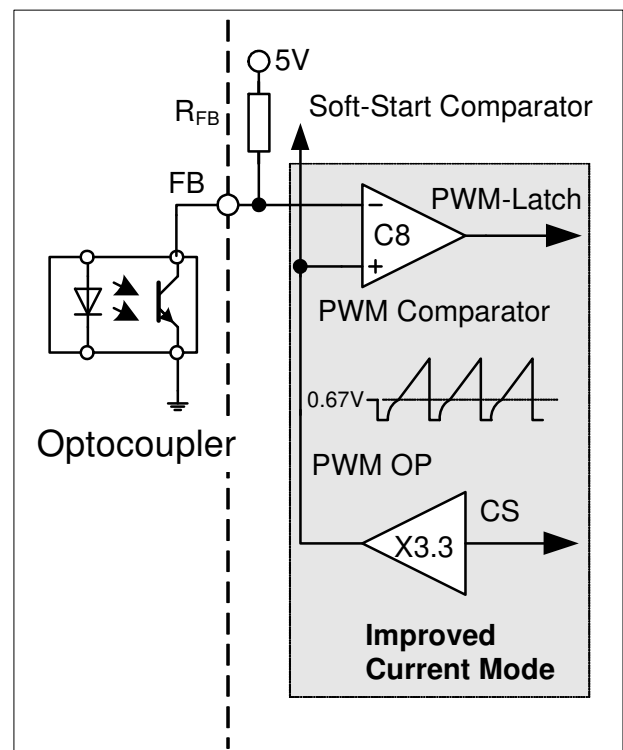 5V
RFB
Soft-Start Comparator
FB
−
C8
+
PWM-Latch
PWM Comparator
0.67V
Optocoupler
PWM OP
CS
X3.3
Improved
Current Mode